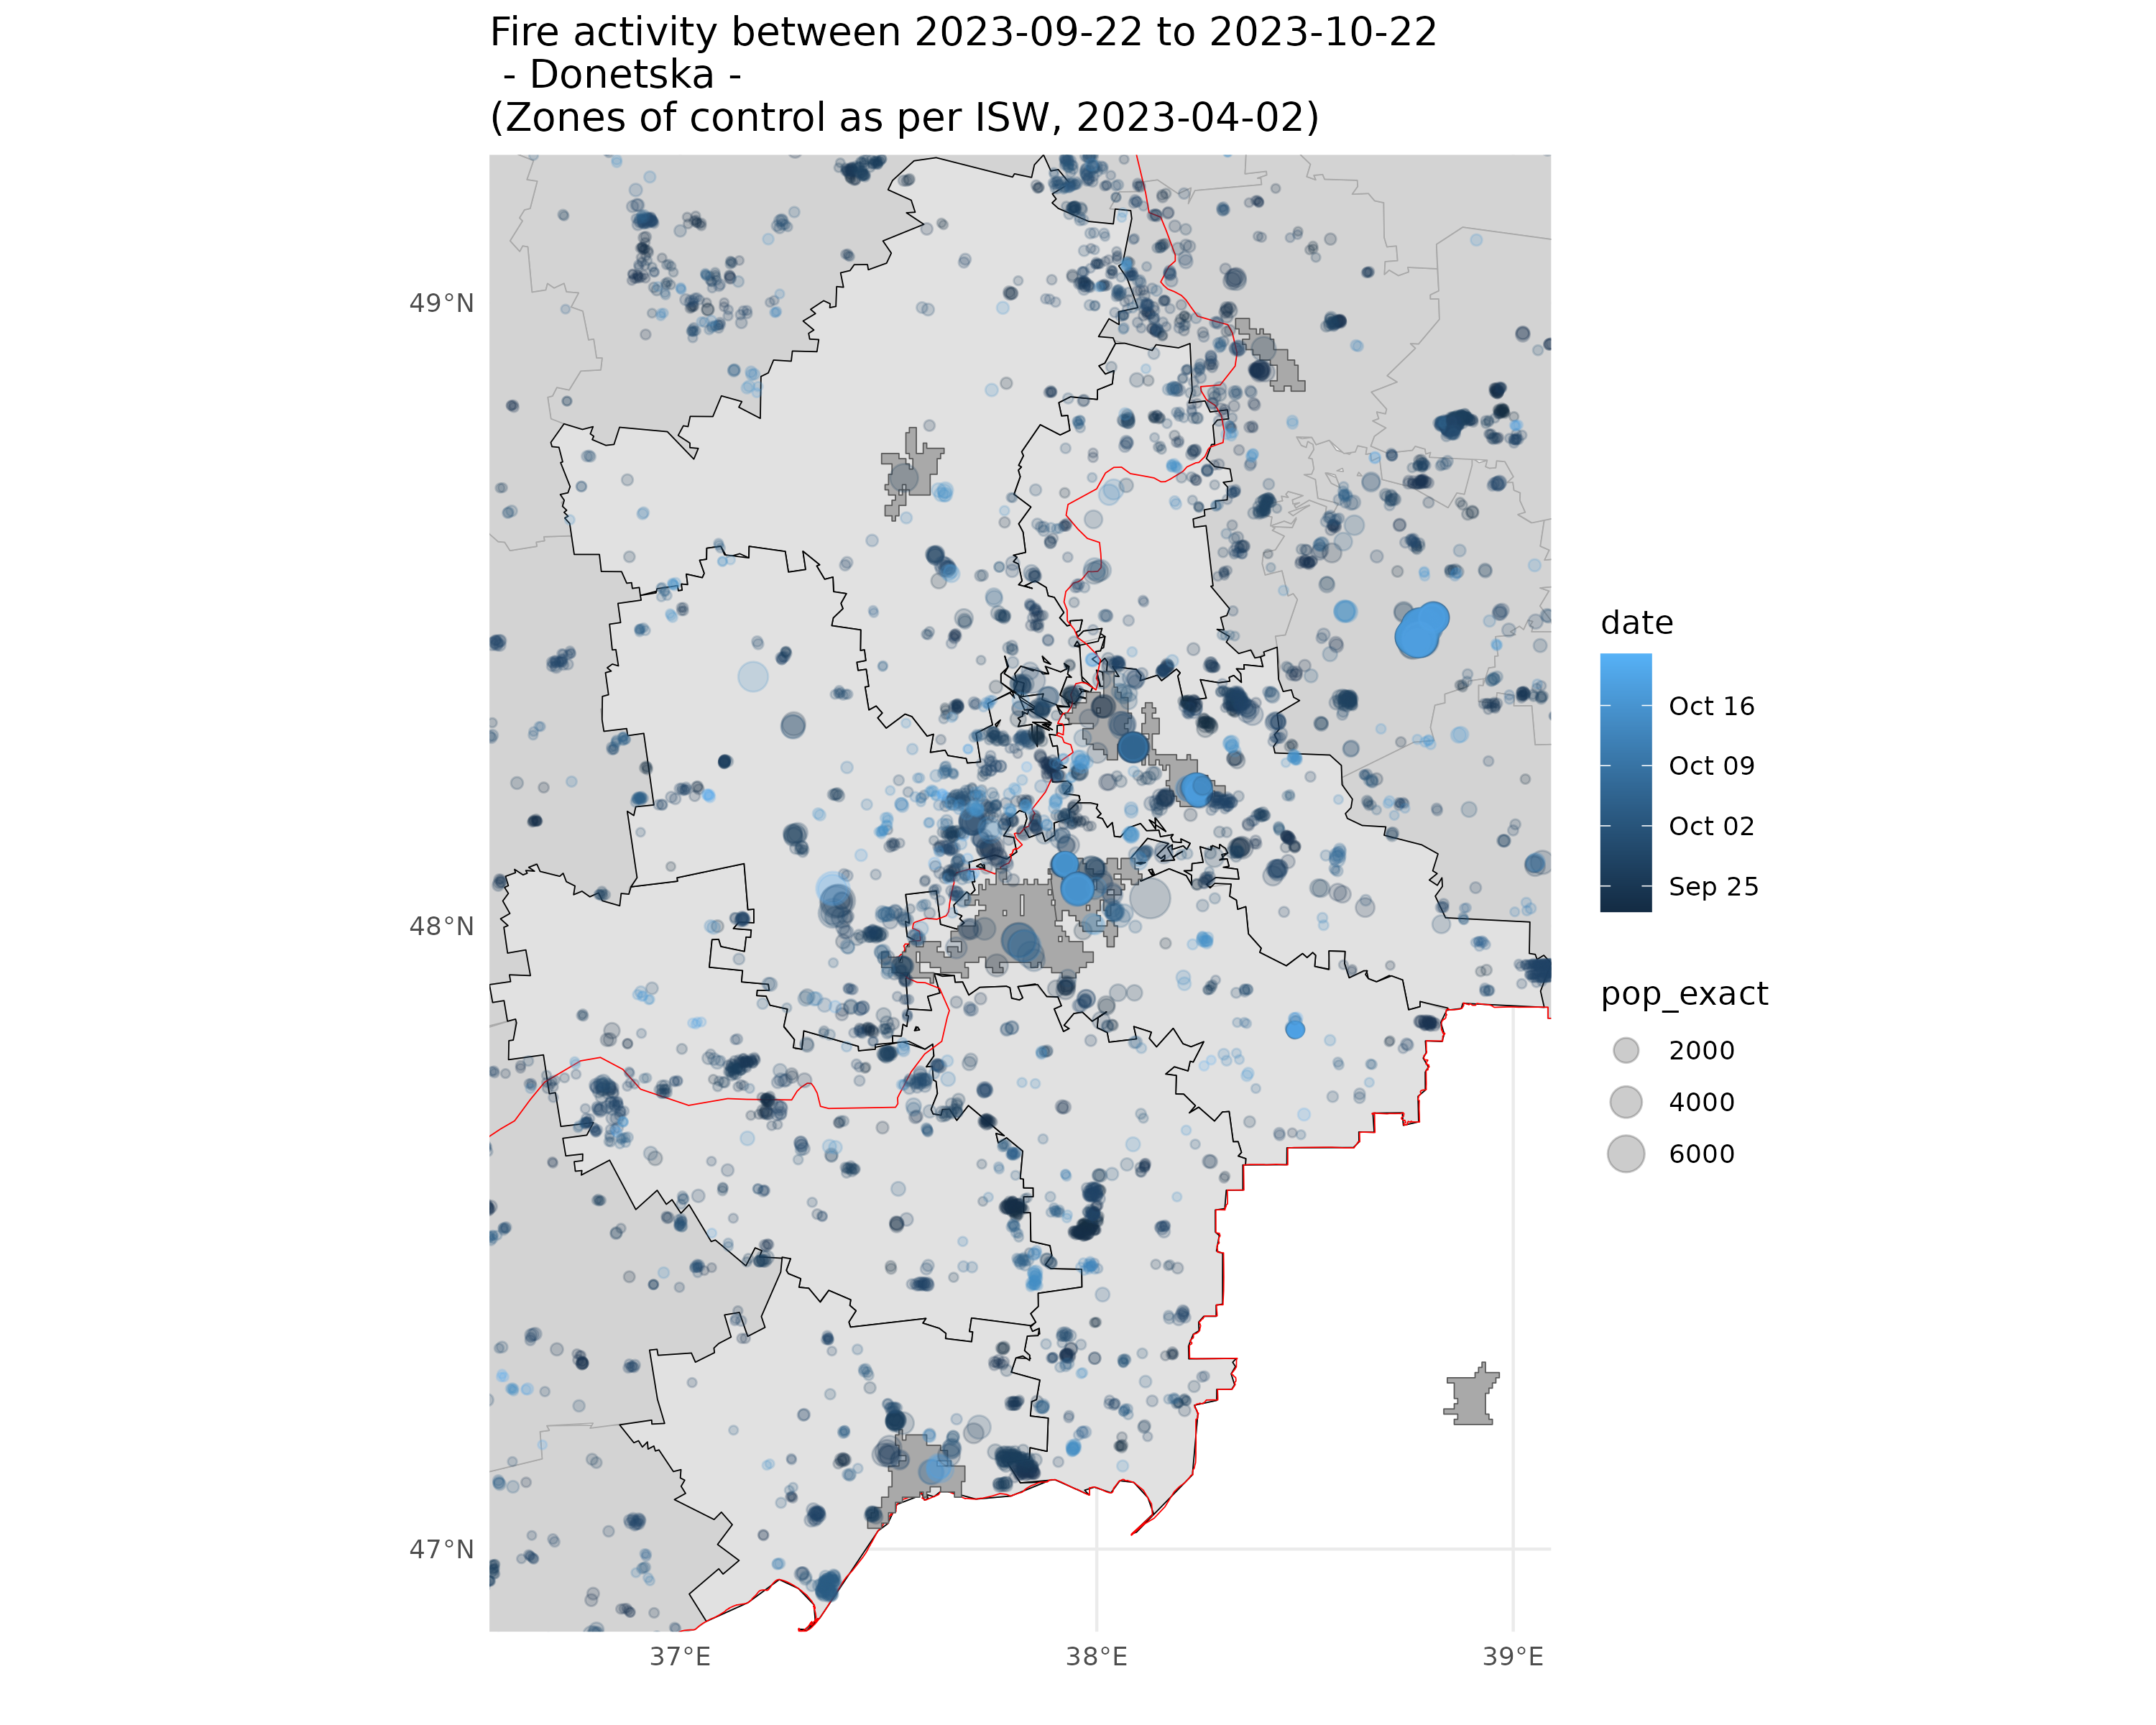 Fire activity between 2023-09-22 to 2023-10-22
- Donetska -
(Zones of control as per ISW, 2023-04-02)
49°N
48°N
47°N
37°E
38°E
39°E
date
Oct 16
Oct 09
Oct 02
Sep 25
pop_exact
2000
4000
6000